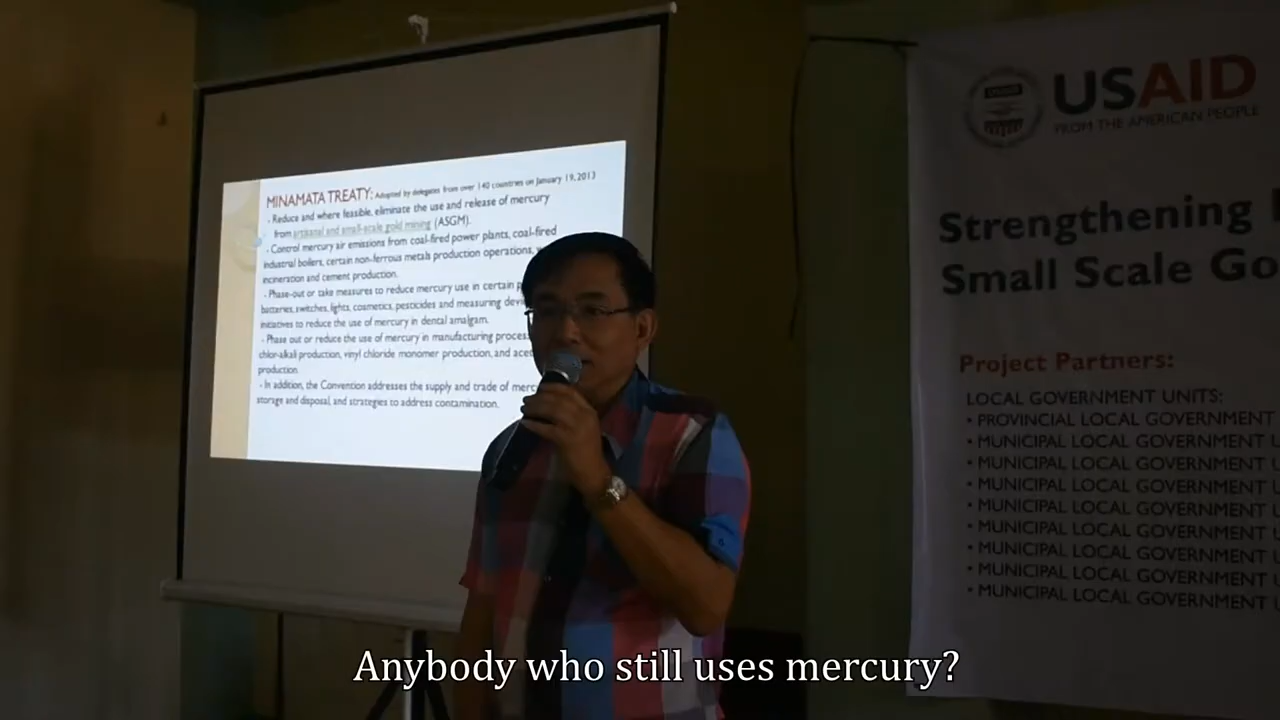 MINAMATA TREATY: Adopted by delegates from over 140 countries on January 19, 2013
- Reduce and where feasible, eliminate the use and release of mercury
from artisanal and small-scale gold mining (ASGM).
- Control mercury air emissions from coal-fired power plants, coal-fired
industrial boilers, certain non-ferrous metals production operations,
incineration and cement production.
- Phase-out or take measures to reduce mercury use in certain
batteries, switches, lights, cosmetics, pesticides and measuring
initiatives to reduce the use of mercury in dental amalgam.
- Phase out or reduce the use of mercury in manufacturing
chlor-alkali production, vinyl chloride monomer production, and
production.
- In addition, the Convention addresses the supply and trade of
storage and disposal, and strategies to address contamination.
USAID
USAID
FROM THE AMERICAN PEOPLE
Strengthening
Small Scale Go
Project Partners:
LOCAL GOVERNMENT UNITS:
• PROVINCIAL LOCAL GOVERNMENT
• MUNICIPAL LOCAL GOVERNMENT
• MUNICIPAL LOCAL GOVERNMENT
• MUNICIPAL LOCAL GOVERNMENT
• MUNICIPAL LOCAL GOVERNMENT
• MUNICIPAL LOCAL GOVERNMENT
• MUNICIPAL LOCAL GOVERNMENT
• MUNICIPAL LOCAL GOVERNMENT
• MUNICIPAL LOCAL GOVERNMENT
Anybody who still uses mercury?